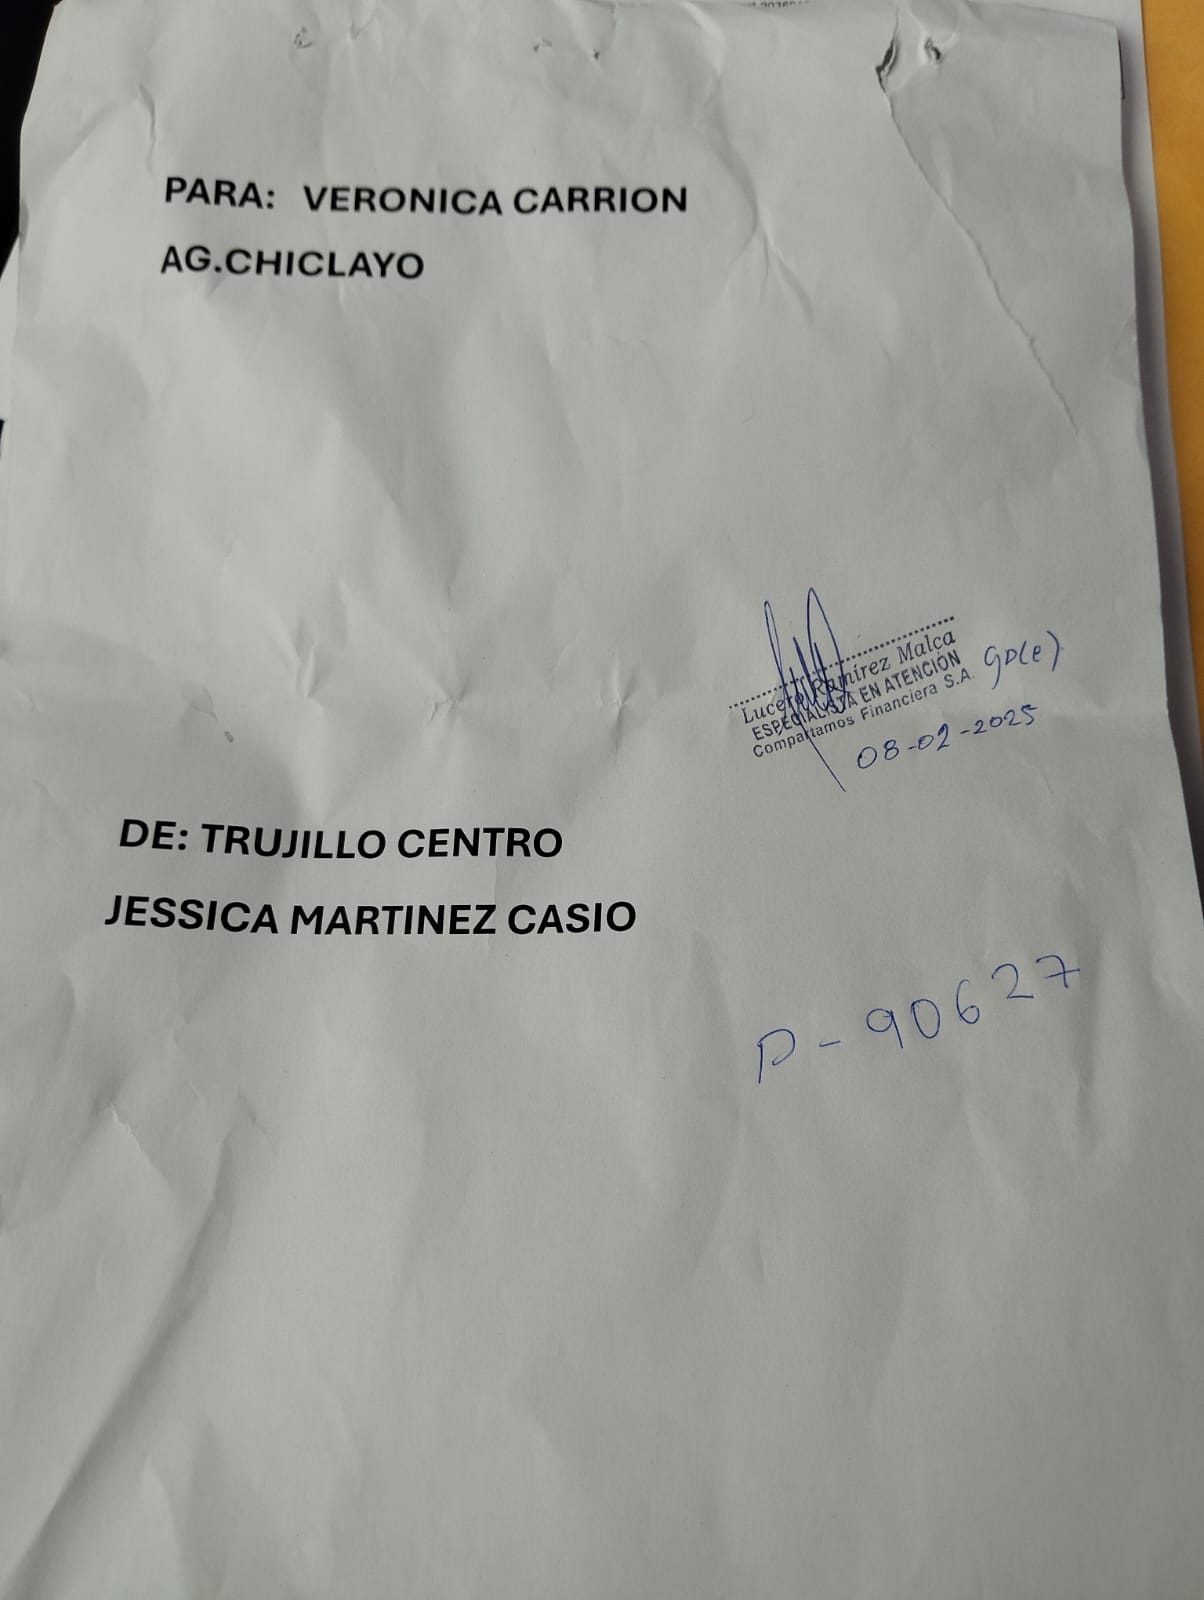 PARA: VERONICA CARRION
AG.CHICLAYO
Lucero Ramírez Malca
ESPECIALISTA EN ATENCIÓN
Compartamos Financiera S.A.
GD(e)
08-02-2025
DE: TRUJILLO CENTRO
JESSICA MARTINEZ CASIO
P-90627